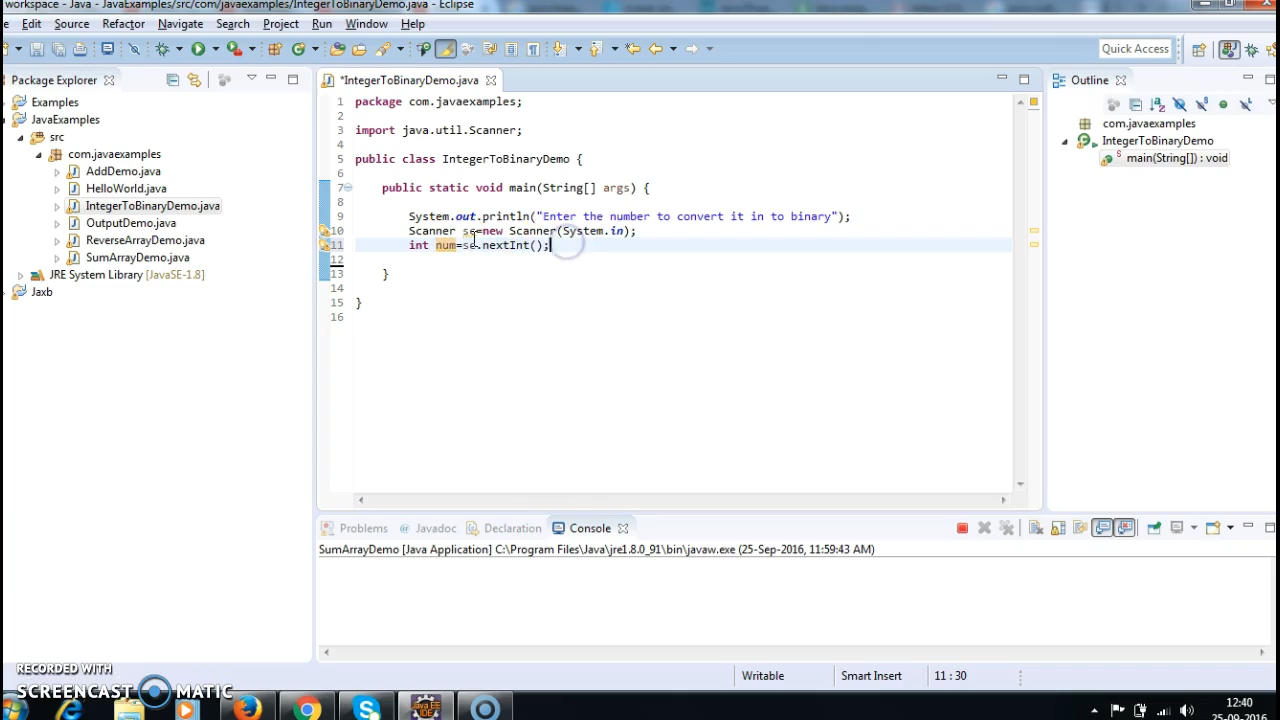 workspace - Java - JavaExamples/src/com/javaexamples/IntegerToBinaryDemo.java - Eclipse
Edit Source Refactor Navigate Search Project Run Window Help
Quick Access
Package Explorer
Examples
JavaExamples
src
com.javaexamples
AddDemo.java
HelloWorld.java
IntegerToBinaryDemo.java
OutputDemo.java
ReverseArrayDemo.java
SumArrayDemo.java
JRE System Library [JavaSE-1.8]
Jaxb
*IntegerToBinaryDemo.java
1 package com.javaexamples;
2
3 import java.util.Scanner;
4
5 public class IntegerToBinaryDemo {
6
7 public static void main(String[] args) {
8
9 System.out.println("Enter the number to convert it in to binary");
10 Scanner se=new Scanner(System.in);
11 int num=se.nextInt();
12
13 }
14
15 }
16
Outline
com.javaexamples
IntegerToBinaryDemo
main(String[]) : void
Problems @ Javadoc Declaration Console
SumArrayDemo [Java Application] C:\Program Files\Java\jre1.8.0_91\bin\javaw.exe (25-Sep-2016, 11:59:43 AM)
Writable Smart Insert 11 : 30
RECORDED WITH
SCREENCAST MATIC
Java EE
IDE
12:40
25-09-2016